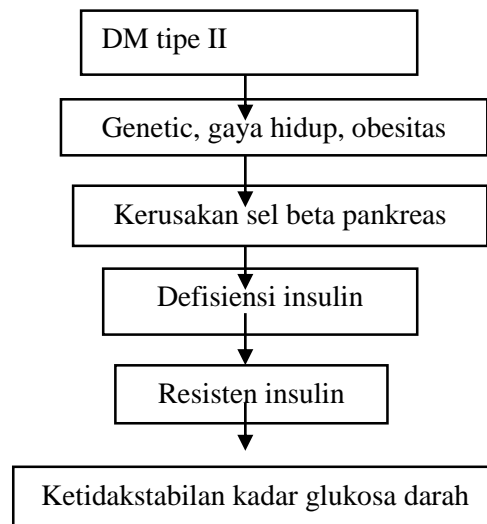 DM tipe II
Genetic, gaya hidup, obesitas
Kerusakan sel beta pankreas
Defisiensi insulin
Resisten insulin
Ketidakstabilan kadar glukosa darah